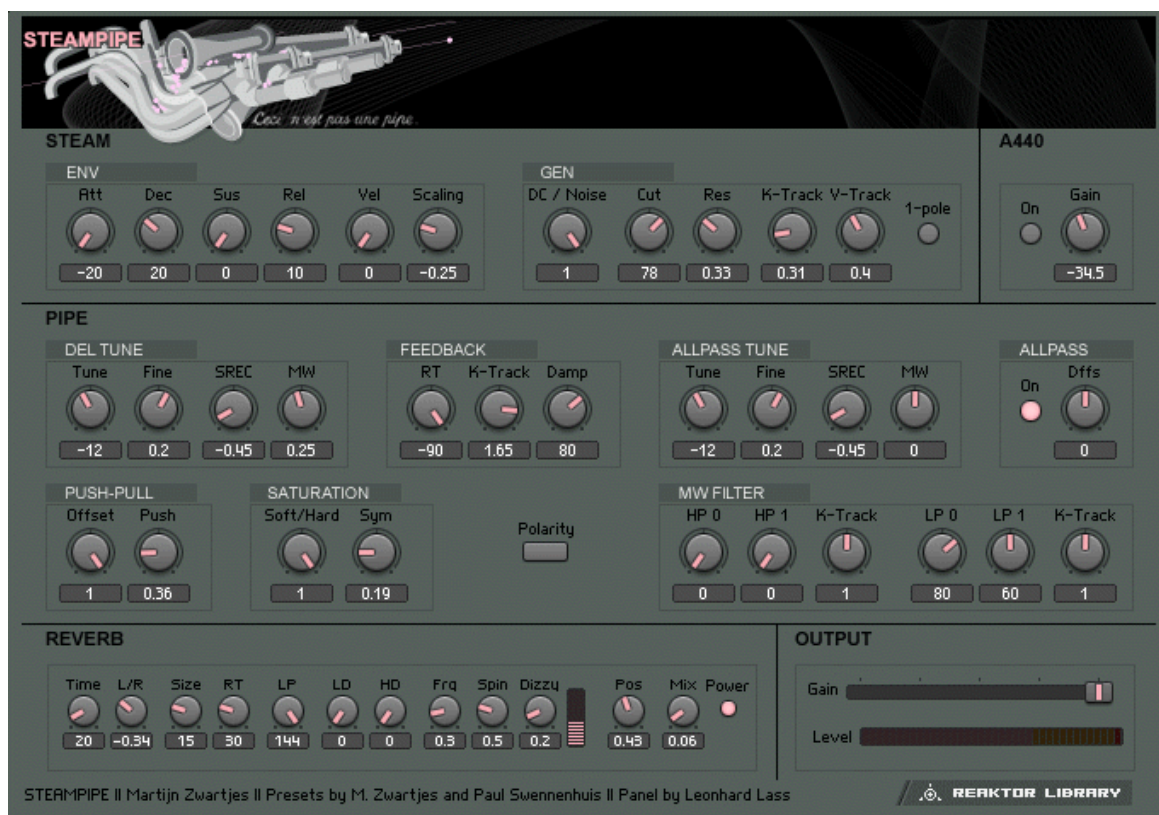 STEAMPIPE
Ceci n'est pas une pipe.
STEAM
A440
ENV
GEN
Att Dec Sus Rel Vel Scaling
DC / Noise Cut Res K-Track V-Track 1-pole
On Gain
-20 20 0 10 0 -0.25
1 78 0.33 0.31 0.4
-34.5
PIPE
DEL TUNE
FEEDBACK
ALLPASS TUNE
ALLPASS
Tune Fine SREC MW
RT K-Track Damp
Tune Fine SREC MW
On Dffs
-12 0.2 -0.45 0.25
-90 1.65 80
-12 0.2 -0.45 0
0
PUSH-PULL
SATURATION
MW FILTER
Offset Push
Soft/Hard Sym
Polarity
HP 0 HP 1 K-Track LP 0 LP 1 K-Track
1 0.36
1 0.19
0 0 1 80 60 1
REVERB
OUTPUT
Time L/R Size RT LP LD HD Frq Spin Dizzy Pos Mix Power
20 -0.34 15 30 144 0 0 0.3 0.5 0.2 0.43 0.06
Gain
Level
STEAMPIPE II Martijn Zwartjes II Presets by M. Zwartjes and Paul Swennenhuis II Panel by Leonhard Lass
REAKTOR LIBRARY